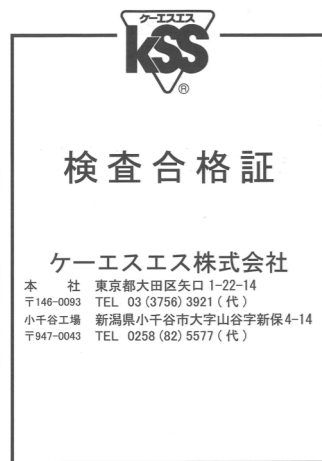 ケーエスエス
KSS
®
検査合格証
ケーエスエス株式会社
本 社 東京都大田区矢口 1-22-14
〒146-0093 TEL 03(3756)3921(代)
小千谷工場 新潟県小千谷市大字山谷字新保4-14
〒947-0043 TEL 0258(82)5577(代)